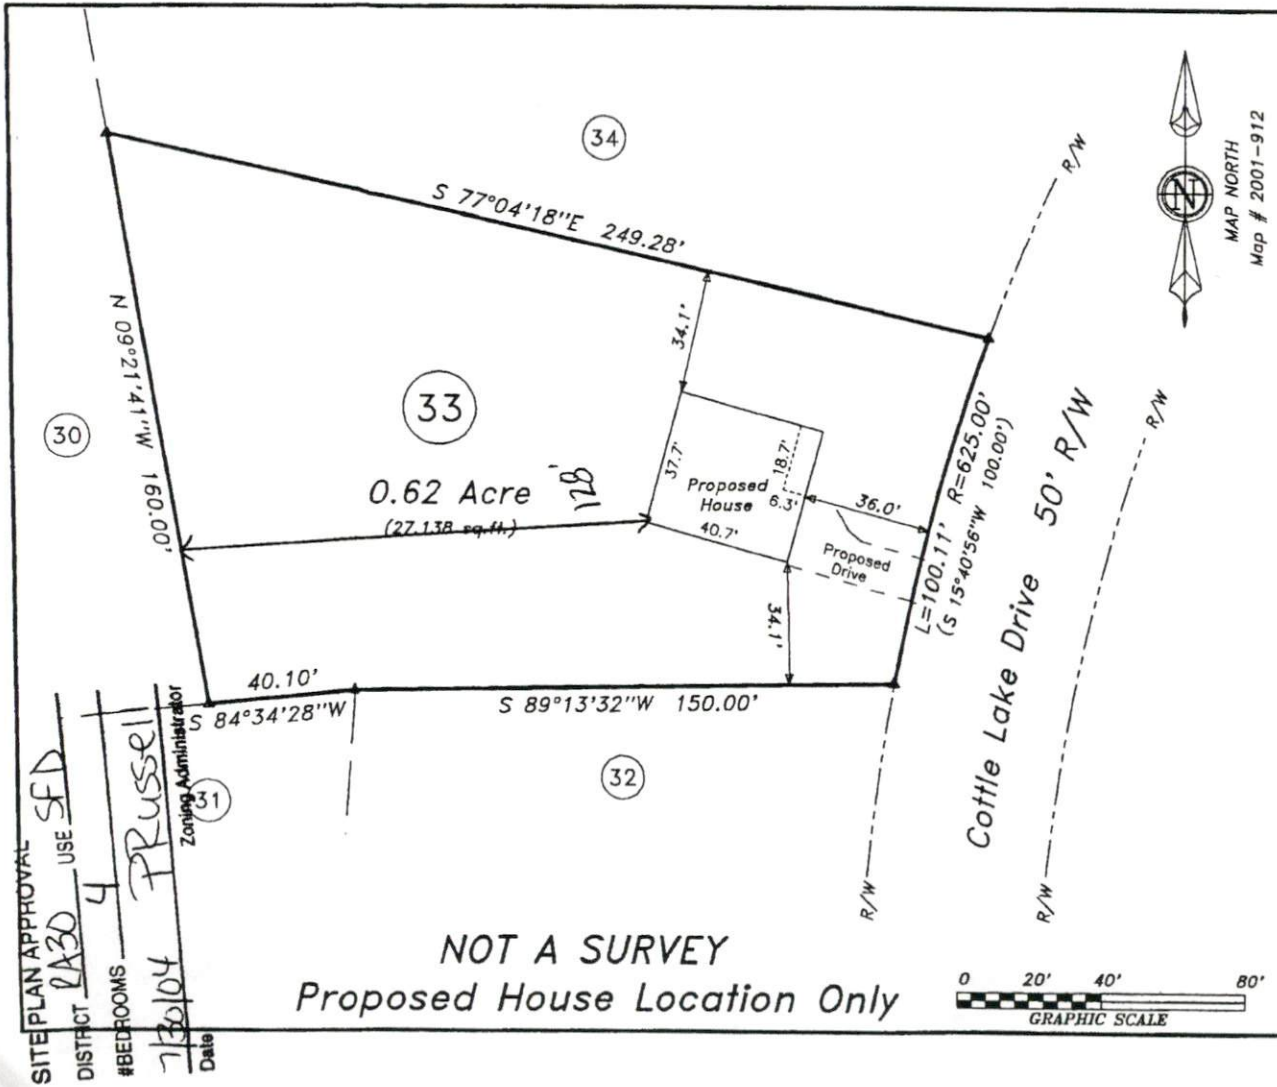 34
S 77°04'18"E 249.28'
R/W
N
MAP NORTH
Map # 2001-912
N 09°21'41"W 160.00'
30
33
0.62 Acre
(27,138 sq.ft.)
128'
34.1'
37.7'
Proposed
House
18.7'
6.3'
40.7'
36.0'
Proposed
Drive
34.1'
L=100.11' R=625.00'
(S 15°40'56"W 100.00')
Cottle Lake Drive 50' R/W
R/W
40.10'
S 84°34'28"W
S 89°13'32"W 150.00'
31
32
R/W
R/W
SITE PLAN APPROVAL
DISTRICT RA30 USE SFD
#BEDROOMS 4
7/30/04 PRussell
Date Zoning Administrator
NOT A SURVEY
Proposed House Location Only
0 20' 40' 80'
GRAPHIC SCALE